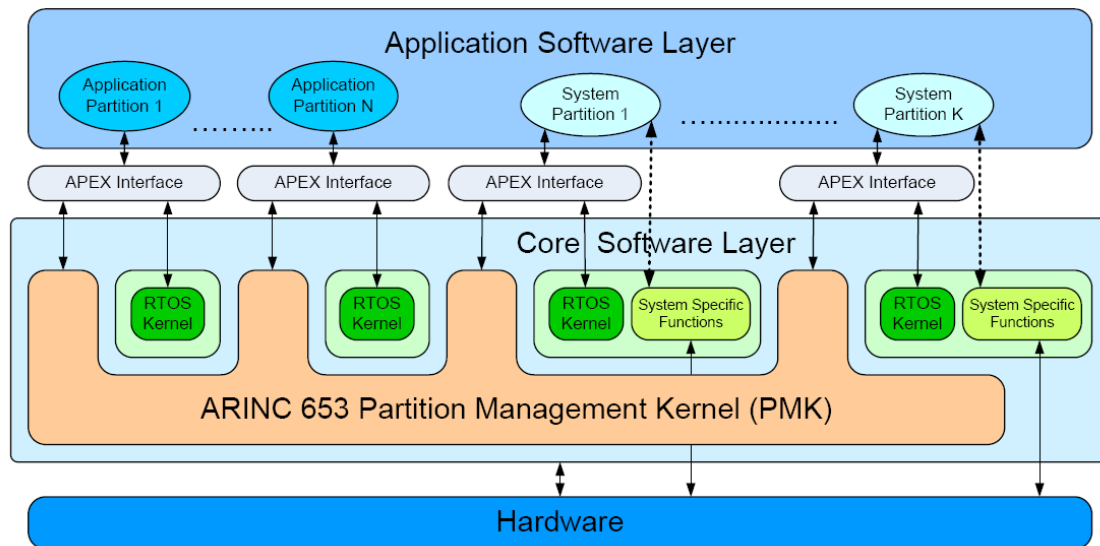 Application Software Layer
Application
Partition 1
Application
Partition N
System
Partition 1
System
Partition K
APEX Interface
APEX Interface
APEX Interface
APEX Interface
Core Software Layer
RTOS
Kernel
RTOS
Kernel
RTOS
Kernel
System Specific
Functions
RTOS
Kernel
System Specific
Functions
ARINC 653 Partition Management Kernel (PMK)
Hardware